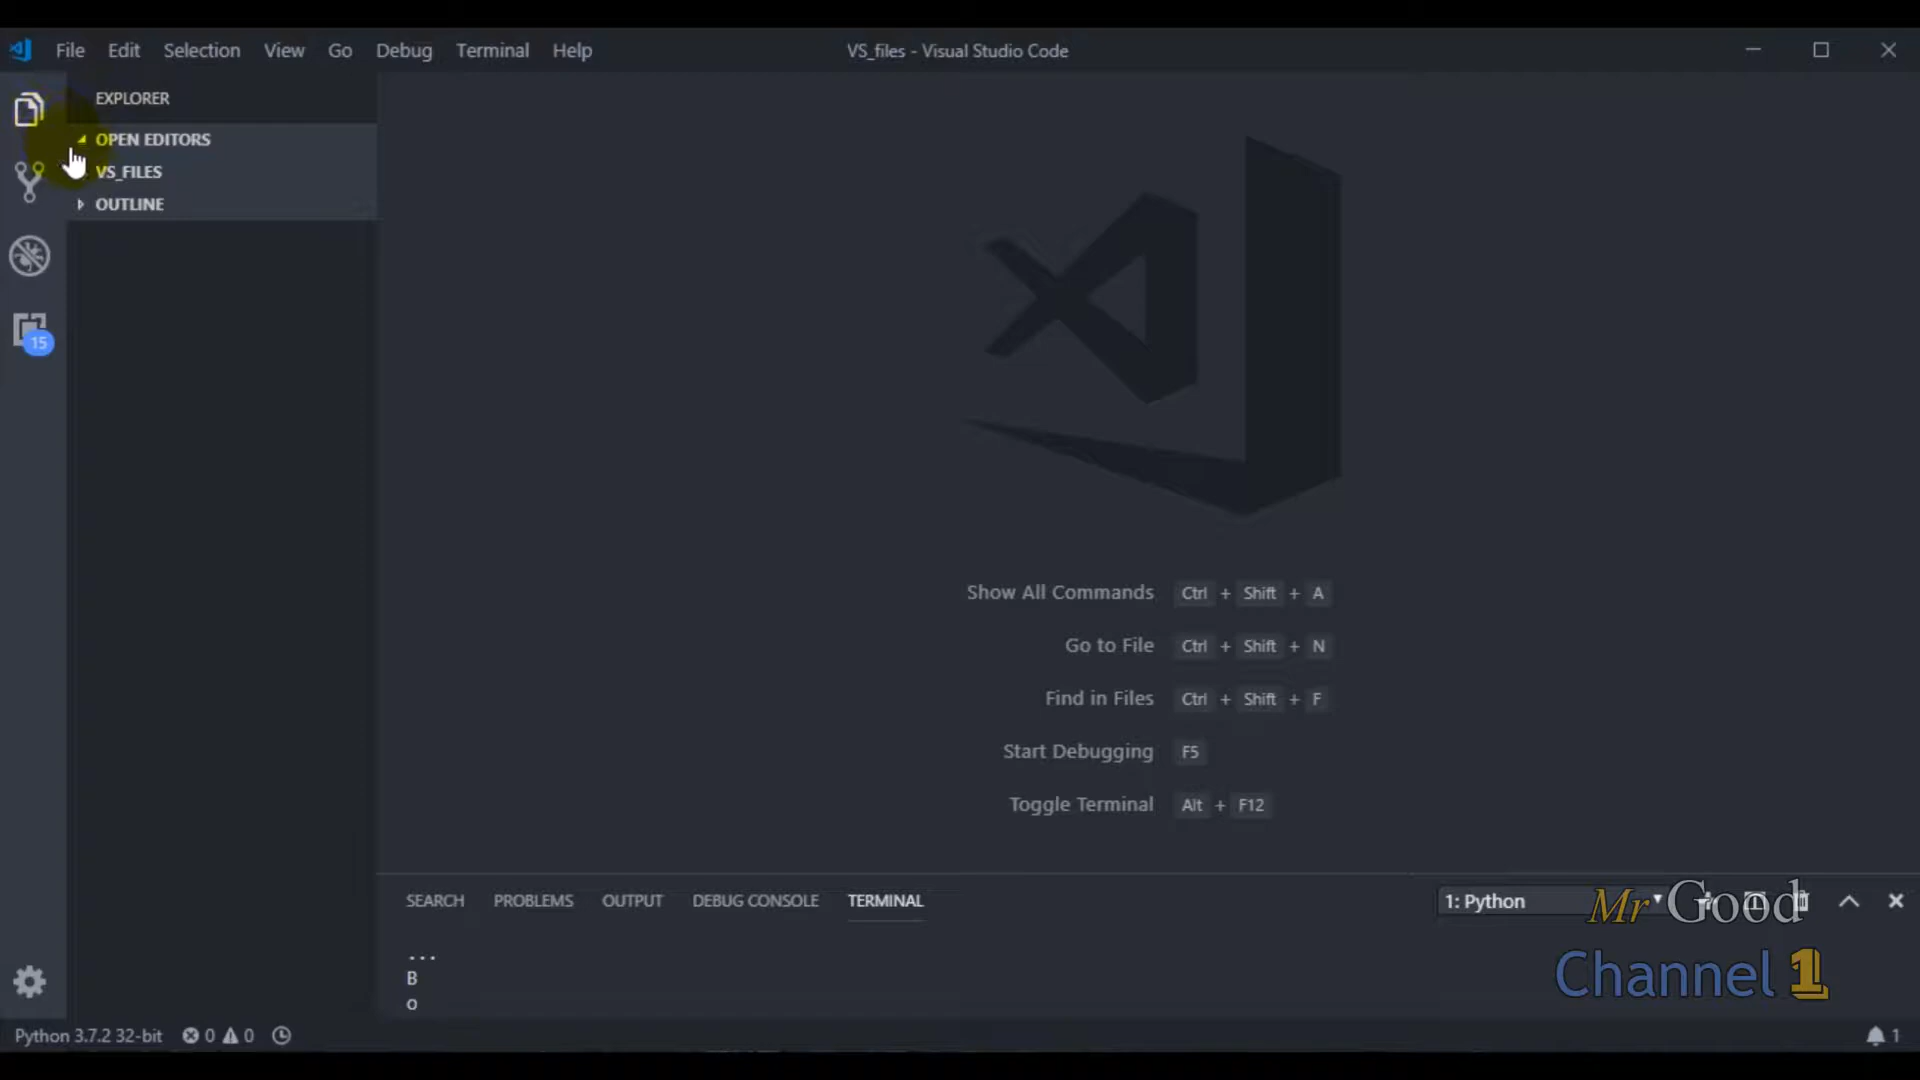 File Edit Selection View Go Debug Terminal Help VS_files - Visual Studio Code
EXPLORER
OPEN EDITORS
VS_FILES
OUTLINE
15
Show All Commands Ctrl + Shift + A
Go to File Ctrl + Shift + N
Find in Files Ctrl + Shift + F
Start Debugging F5
Toggle Terminal Alt + F12
SEARCH PROBLEMS OUTPUT DEBUG CONSOLE TERMINAL 1: Python
Mr Good
Channel 1
...
B
o
Python 3.7.2 32-bit 0 0 1